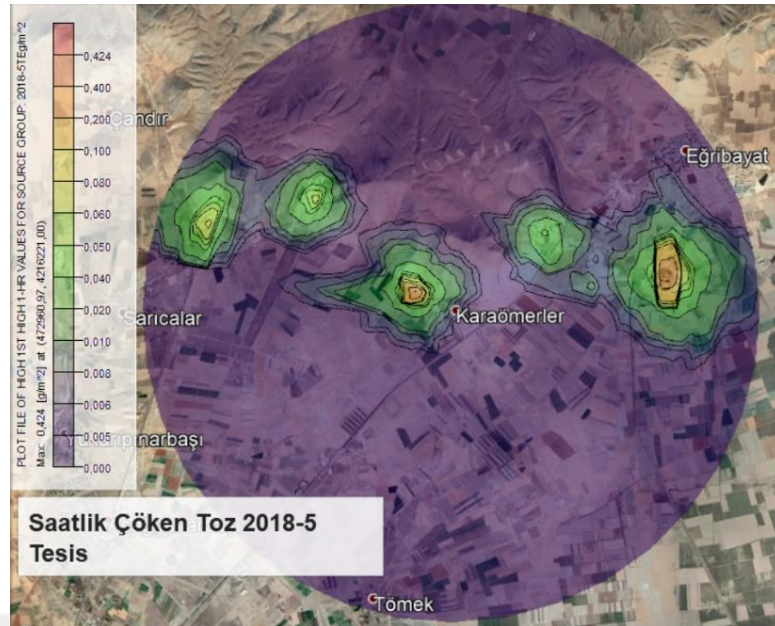 PLOT FILE OF HIGH 1ST HIGH 1-HR VALUES FOR SOURCE GROUP: 2018-5TEg/m^2
Max: 0,424 [g/m^2] at (472960,97, 4216221,00)
0,424
0,400
0,200
0,100
0,080
0,060
0,050
0,040
0,020
0,010
0,008
0,006
0,005
0,000
Çandır
Eğribayat
Sarıcalar
Karaömerler
Saatlik Çöken Toz 2018-5
Tesis
Tömek